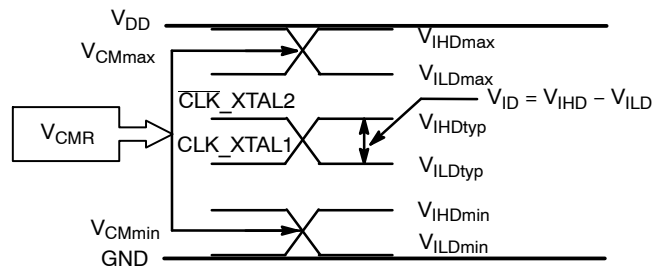 VDD
VIHDmax
VCMmax
VILDmax
CLK_XTAL2
VID = VIHD − VILD
VIHDtyp
VCMR
CLK_XTAL1
VILDtyp
VIHDmin
VCMmin
VILDmin
GND